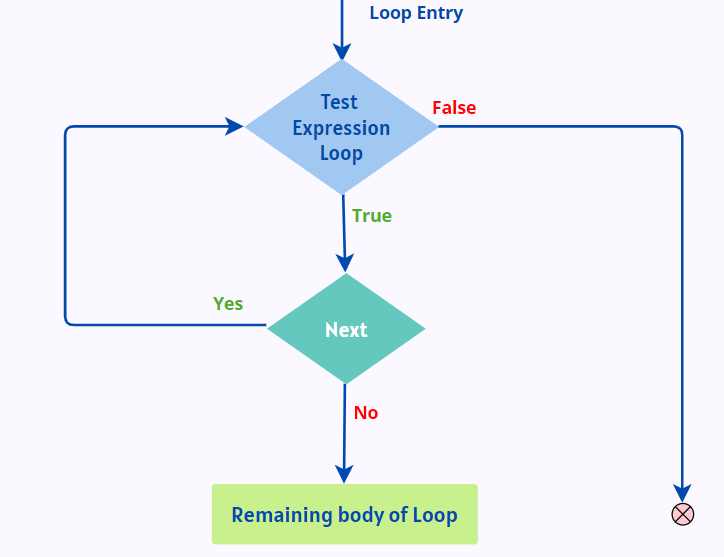 Loop Entry
Test
Expression
Loop
False
True
Yes
Next
No
Remaining body of Loop